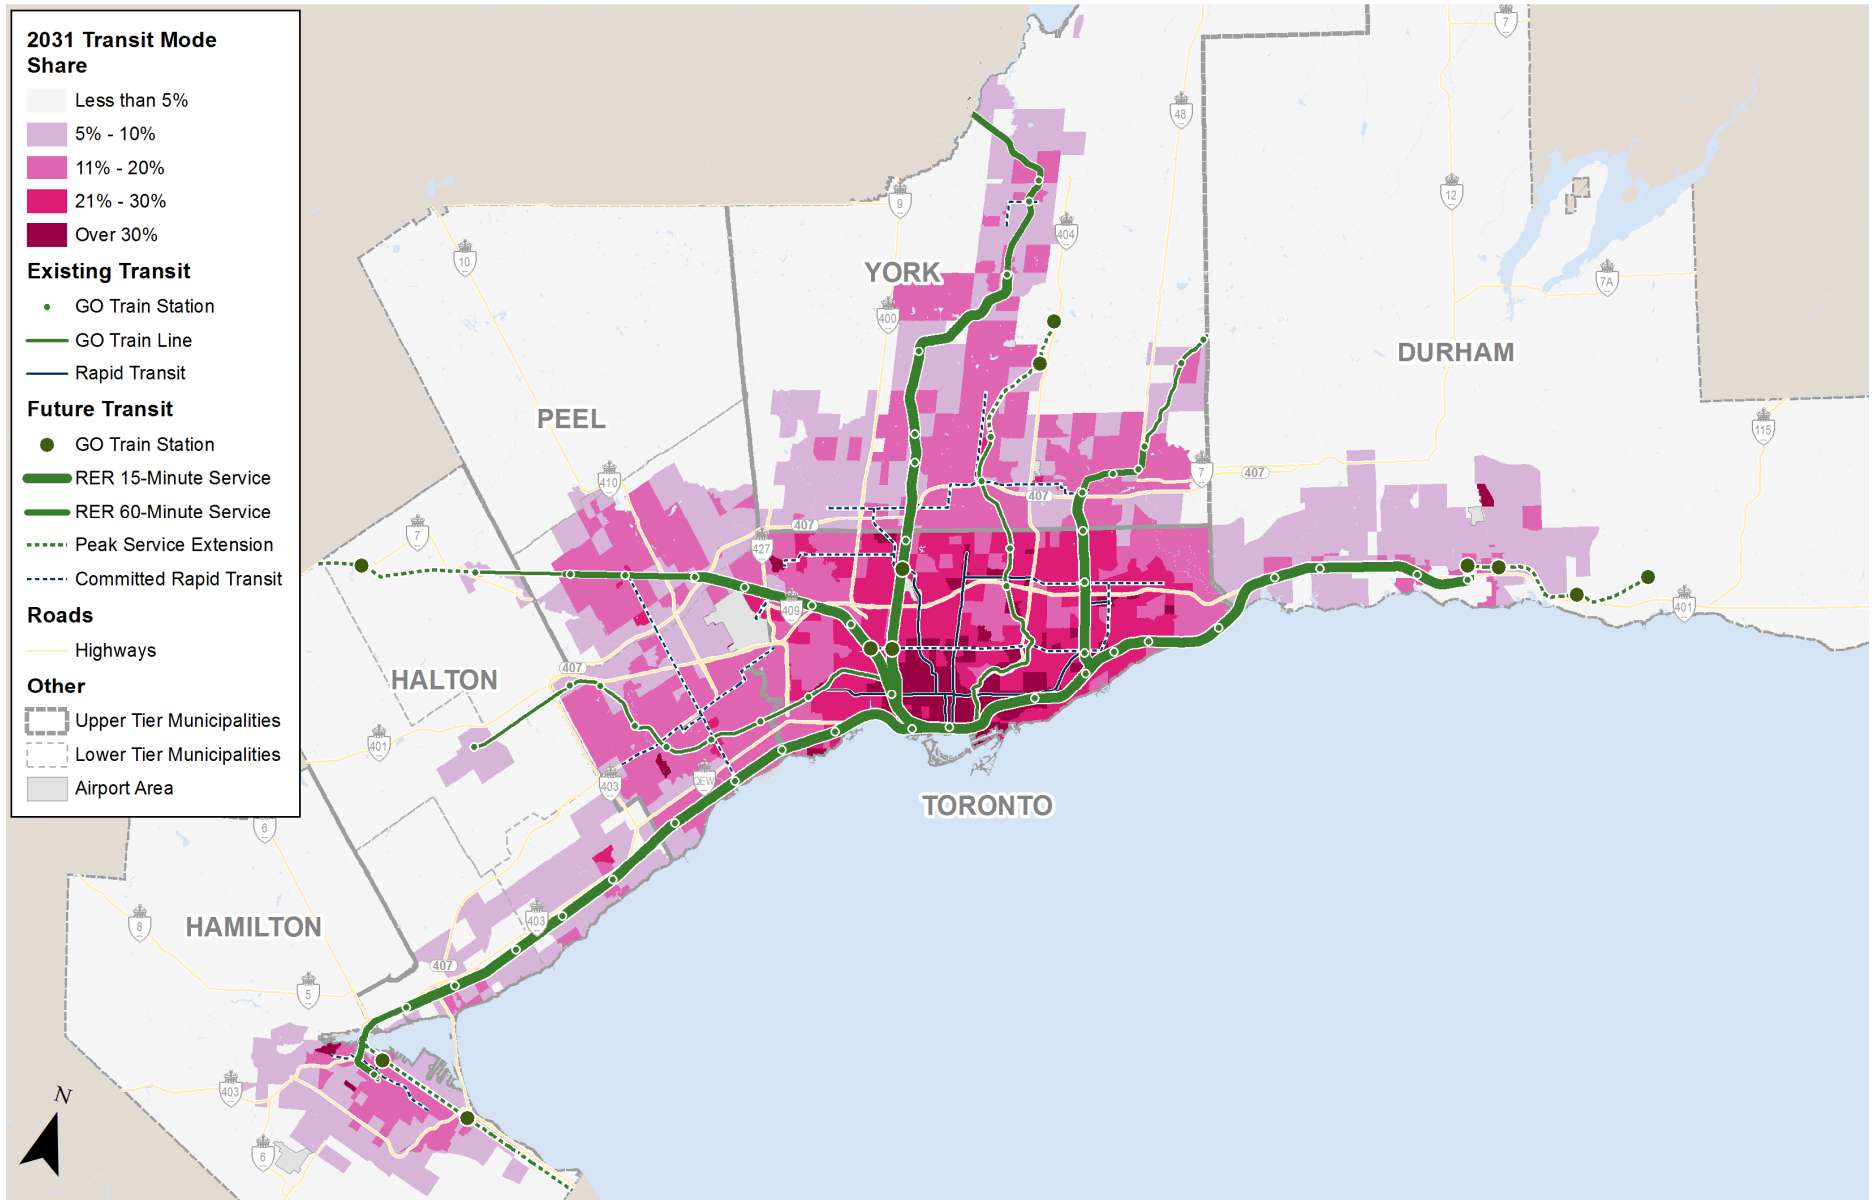 2031 Transit Mode
Share
Less than 5%
5% - 10%
11% - 20%
21% - 30%
Over 30%
Existing Transit
GO Train Station
GO Train Line
Rapid Transit
Future Transit
GO Train Station
RER 15-Minute Service
RER 60-Minute Service
Peak Service Extension
Committed Rapid Transit
Roads
Highways
Other
Upper Tier Municipalities
Lower Tier Municipalities
Airport Area
7
48
9
12
404
10
YORK
7A
400
DURHAM
PEEL
115
410
7
407
407
7
407
427
409
401
HALTON
407
401
403
QEW
TORONTO
6
8
HAMILTON
403
407
5
403
6
N